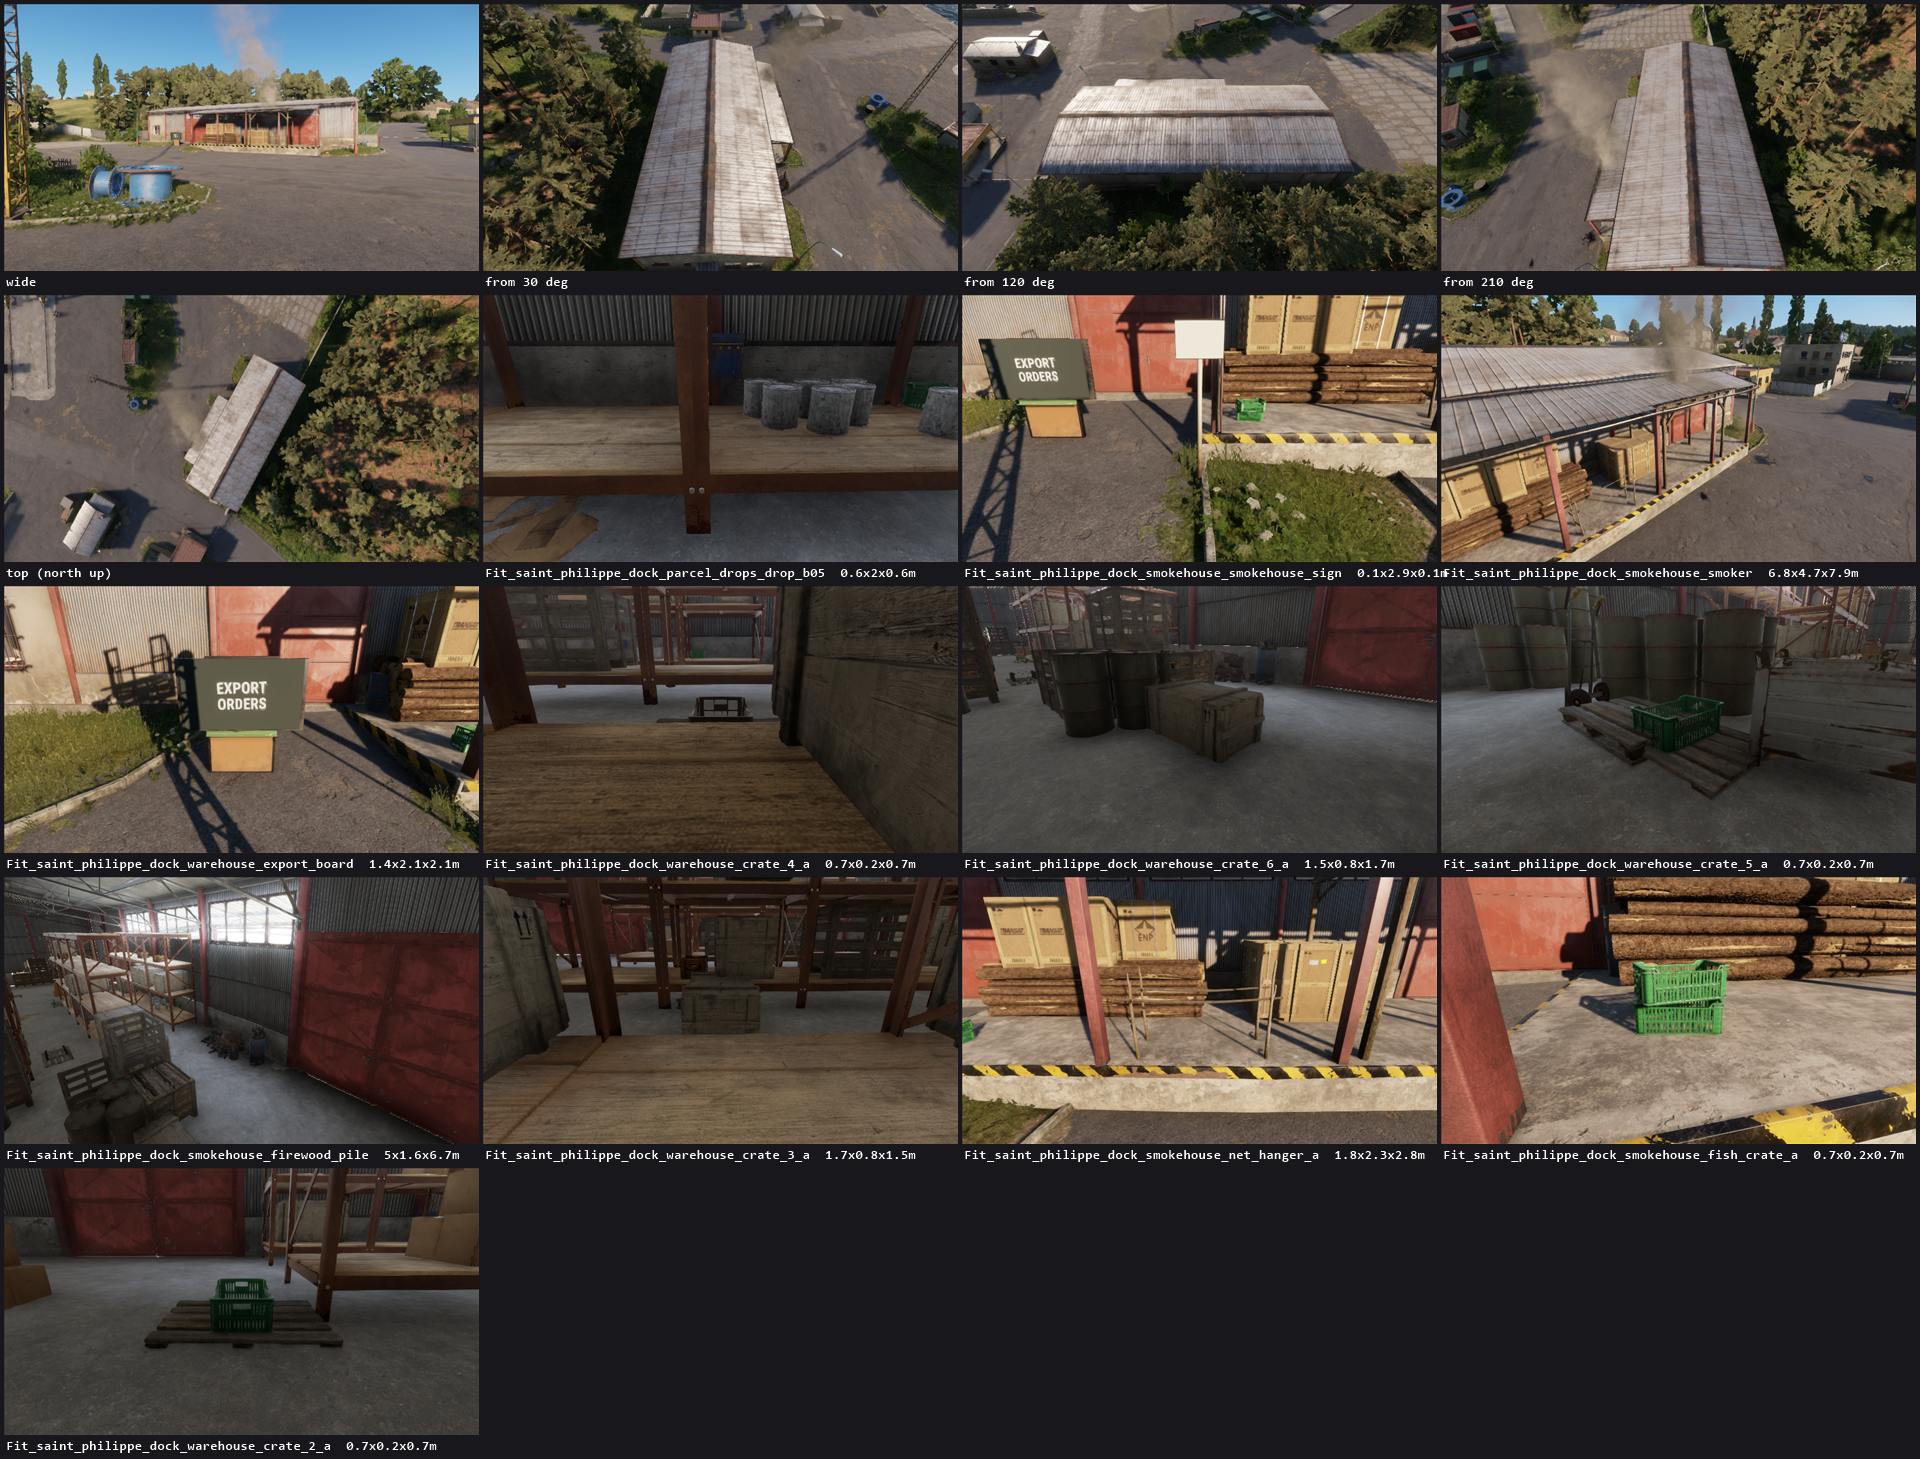 wide
from 30 deg
from 120 deg
from 210 deg
EXPORT
ORDERS
ENP
top (north up)
Fit_saint_philippe_dock_parcel_drops_drop_b05 0.6x2x0.6m
Fit_saint_philippe_dock_smokehouse_smokehouse_sign 0.1x2.9x0.1m
Fit_saint_philippe_dock_smokehouse_smoker 6.8x4.7x7.9m
EXPORT
ORDERS
Fit_saint_philippe_dock_warehouse_export_board 1.4x2.1x2.1m
Fit_saint_philippe_dock_warehouse_crate_4_a 0.7x0.2x0.7m
Fit_saint_philippe_dock_warehouse_crate_6_a 1.5x0.8x1.7m
Fit_saint_philippe_dock_warehouse_crate_5_a 0.7x0.2x0.7m
ENP
Fit_saint_philippe_dock_smokehouse_firewood_pile 5x1.6x6.7m
Fit_saint_philippe_dock_warehouse_crate_3_a 1.7x0.8x1.5m
Fit_saint_philippe_dock_smokehouse_net_hanger_a 1.8x2.3x2.8m
Fit_saint_philippe_dock_smokehouse_fish_crate_a 0.7x0.2x0.7m
Fit_saint_philippe_dock_warehouse_crate_2_a 0.7x0.2x0.7m